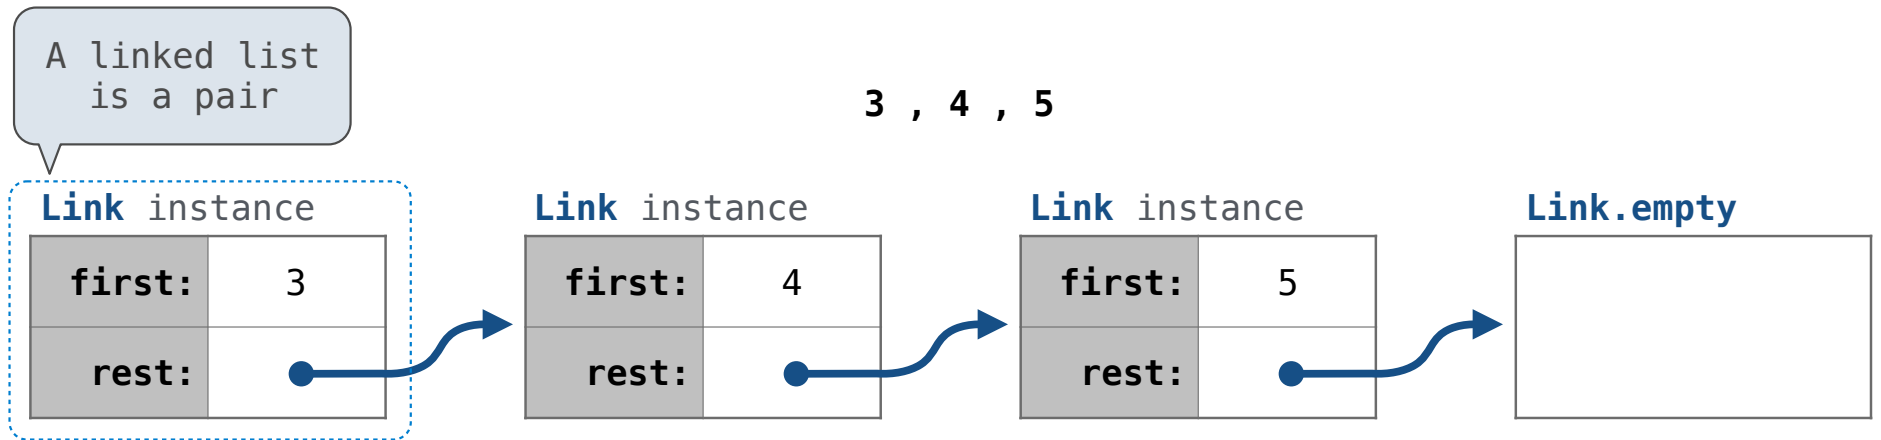 A linked list
is a pair
3 , 4 , 5
Link instance
first: 3
rest:
Link instance
first: 4
rest:
Link instance
first: 5
rest:
Link.empty